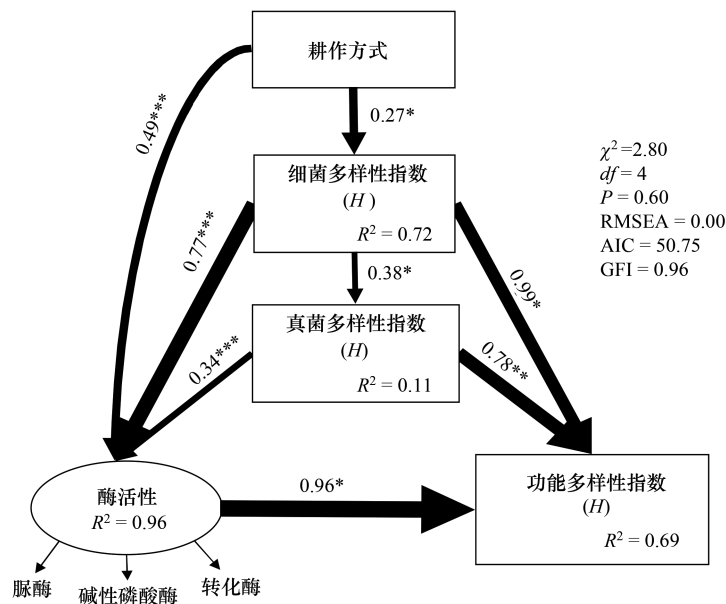 耕作方式
0.49***
0.27*
χ²=2.80
df = 4
P = 0.60
RMSEA = 0.00
AIC = 50.75
GFI = 0.96
细菌多样性指数
(H )
R² = 0.72
0.77***
0.38*
0.99*
真菌多样性指数
(H)
R² = 0.11
0.34***
0.78**
酶活性
R² = 0.96
0.96*
功能多样性指数
(H)
R² = 0.69
脲酶
碱性磷酸酶
转化酶